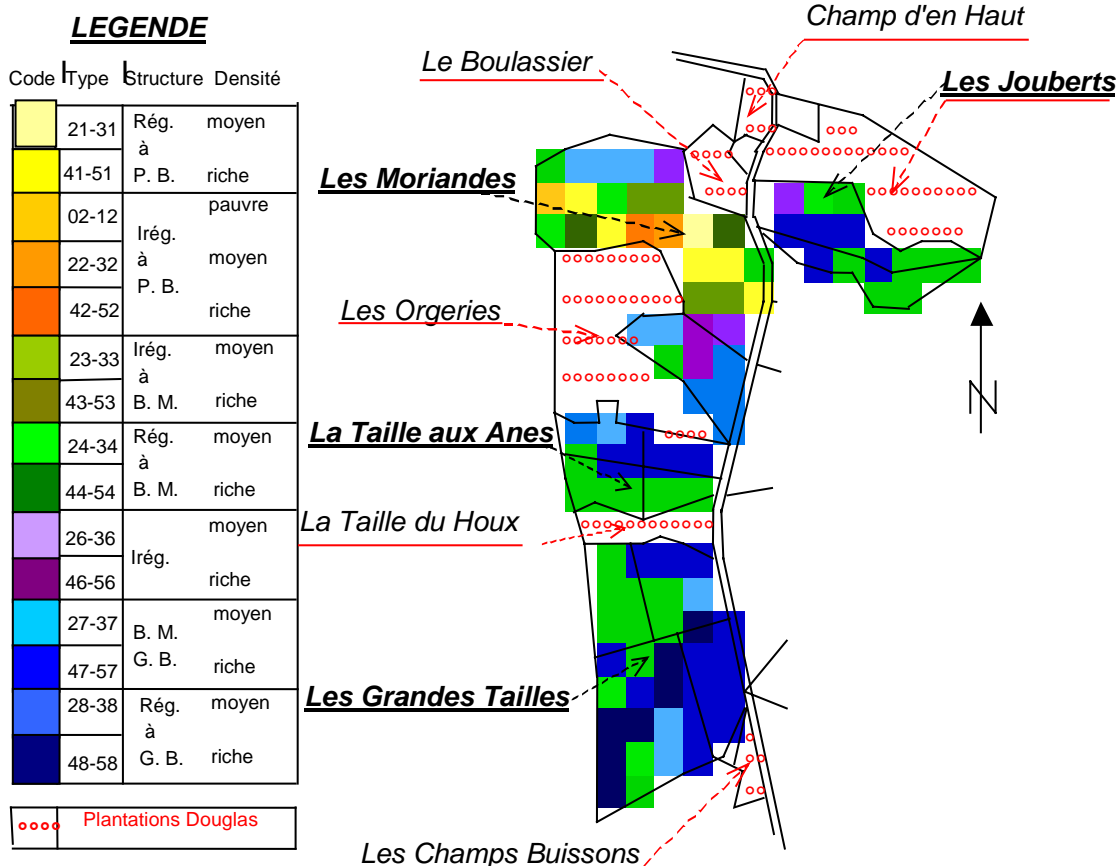 LEGENDE
Code Type Structure Densité
21-31 Rég. moyen
à
41-51 P. B. riche
02-12 pauvre
Irég.
22-32 à moyen
P. B.
42-52 riche
23-33 Irég. moyen
à
43-53 B. M. riche
24-34 Rég. moyen
à
44-54 B. M. riche
26-36 moyen
Irég.
46-56 riche
27-37 B. M. moyen
47-57 G. B. riche
28-38 Rég. moyen
à
48-58 G. B. riche
Plantations Douglas
Champ d'en Haut
Le Boulassier
Les Jouberts
Les Moriandes
Les Orgeries
N
La Taille aux Anes
La Taille du Houx
Les Grandes Tailles
Les Champs Buissons